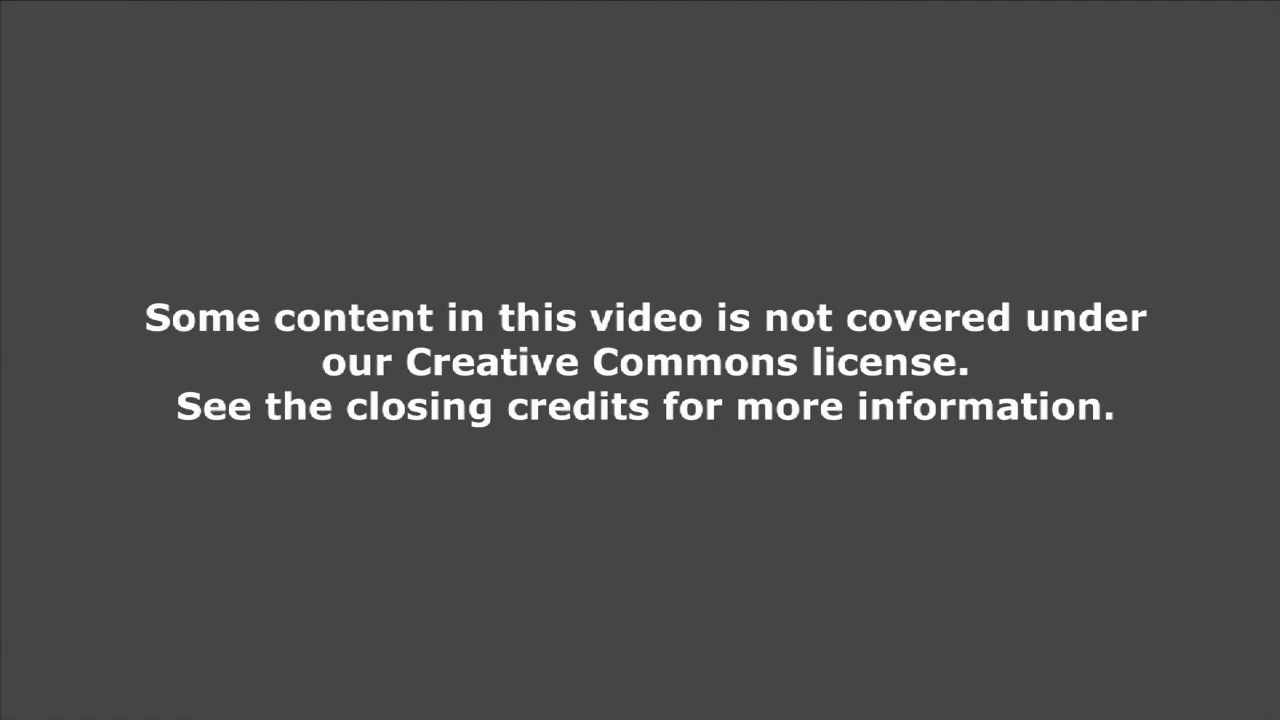 Some content in this video is not covered under
our Creative Commons license.
See the closing credits for more information.